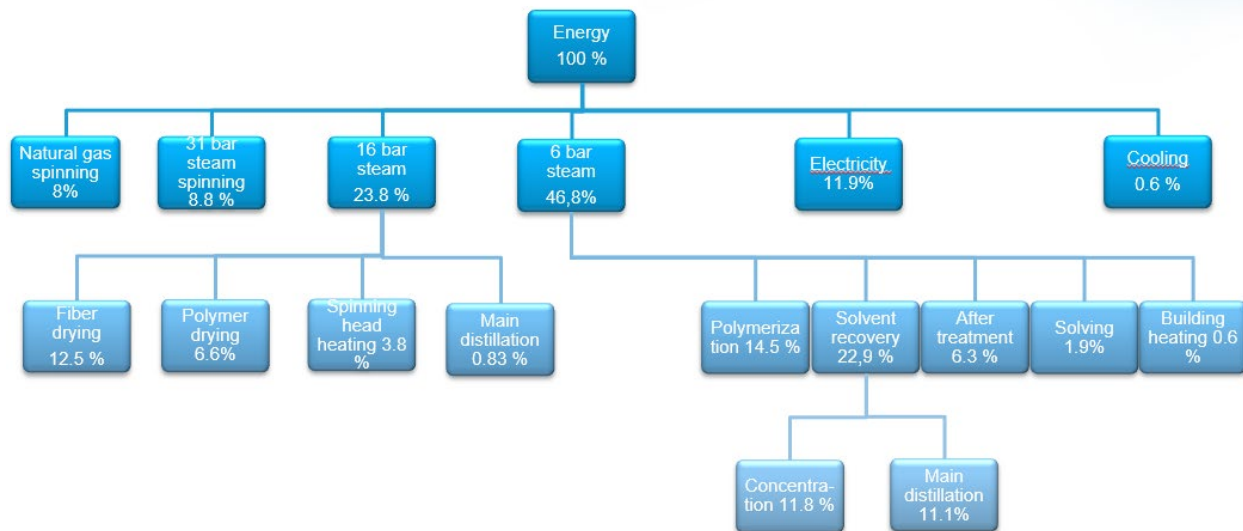 Energy
100 %
Natural gas
spinning
8%
31 bar
steam
spinning
8.8 %
16 bar
steam
23.8 %
6 bar
steam
46,8%
Electricity
11.9%
Cooling
0.6 %
Fiber
drying
12.5 %
Polymer
drying
6.6%
Spinning
head
heating 3.8
%
Main
distillation
0.83 %
Polymeriza
tion 14.5 %
Solvent
recovery
22,9 %
After
treatment
6.3 %
Solving
1.9%
Building
heating 0.6
%
Concentra-
tion 11.8 %
Main
distillation
11.1%